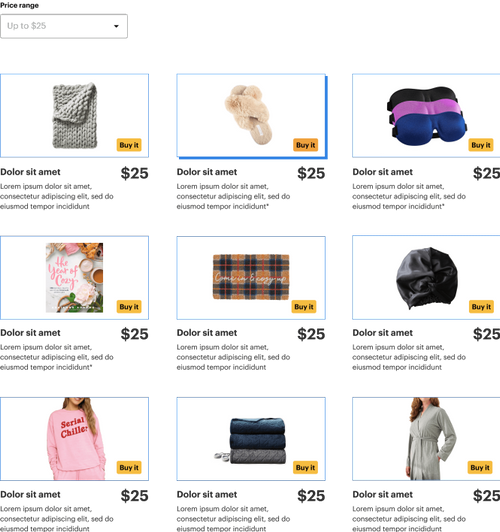 Price range
Up to $25
Buy it
Buy it
Buy it
Dolor sit amet
$25
Lorem ipsum dolor sit amet,
consectetur adipiscing elit, sed do
eiusmod tempor incididunt
Dolor sit amet
$25
Lorem ipsum dolor sit amet,
consectetur adipiscing elit, sed do
eiusmod tempor incididunt*
Dolor sit amet
$25
Lorem ipsum dolor sit amet,
consectetur adipiscing elit, sed do
eiusmod tempor incididunt*
the
Year of
Cozy
Buy it
Come in & cozy up
Buy it
Buy it
Dolor sit amet
$25
Lorem ipsum dolor sit amet,
consectetur adipiscing elit, sed do
eiusmod tempor incididunt*
Dolor sit amet
$25
Lorem ipsum dolor sit amet,
consectetur adipiscing elit, sed do
eiusmod tempor incididunt
Dolor sit amet
$25
Lorem ipsum dolor sit amet,
consectetur adipiscing elit, sed do
eiusmod tempor incididunt
Serial
Chiller
Buy it
Buy it
Buy it
Dolor sit amet
$25
Lorem ipsum dolor sit amet,
consectetur adipiscing elit, sed do
eiusmod tempor incididunt
Dolor sit amet
$25
Lorem ipsum dolor sit amet,
consectetur adipiscing elit, sed do
eiusmod tempor incididunt
Dolor sit amet
$25
Lorem ipsum dolor sit amet,
consectetur adipiscing elit, sed do
eiusmod tempor incididunt